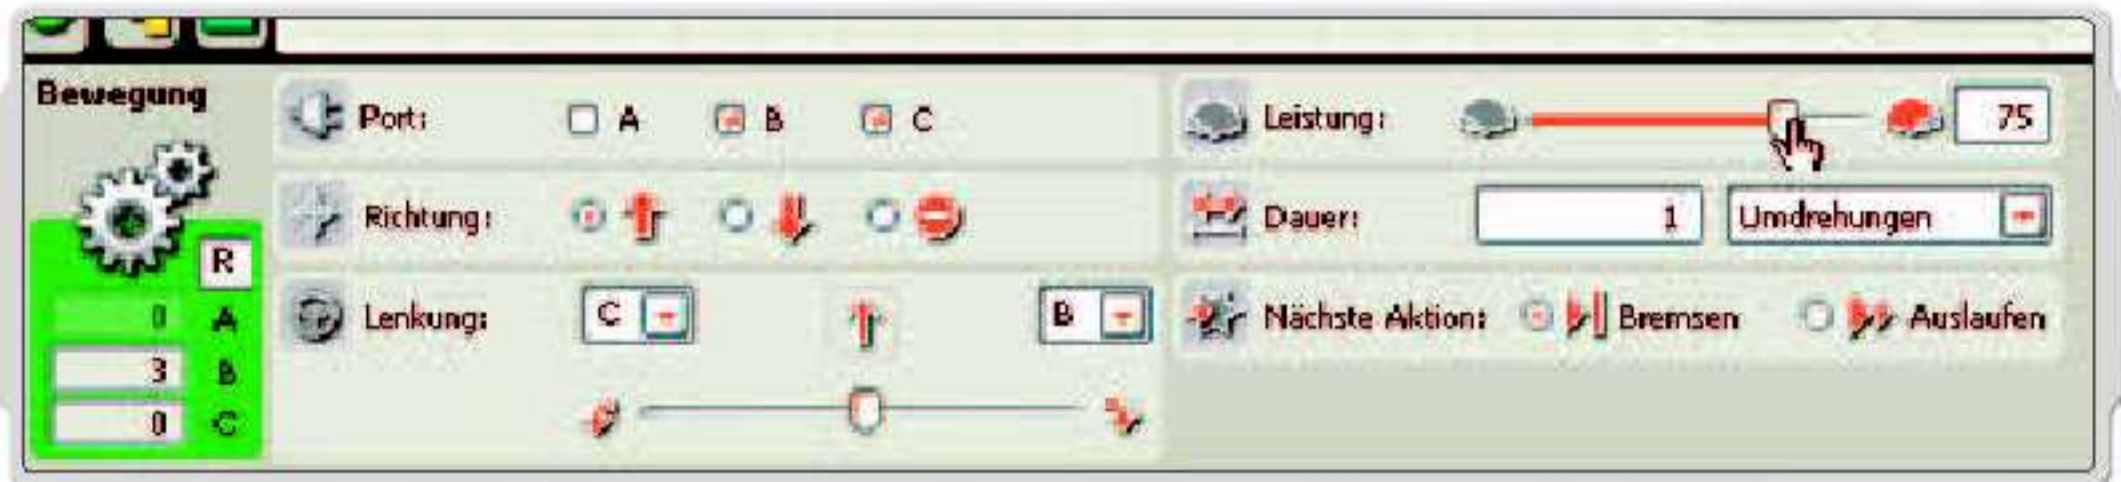 Bewegung
Port: A B C
Leistung: 75
Richtung:
Dauer: 1 Umdrehungen
R
Lenkung: C B
Nächste Aktion: Bremsen Auslaufen
0 A
3 B
0 C